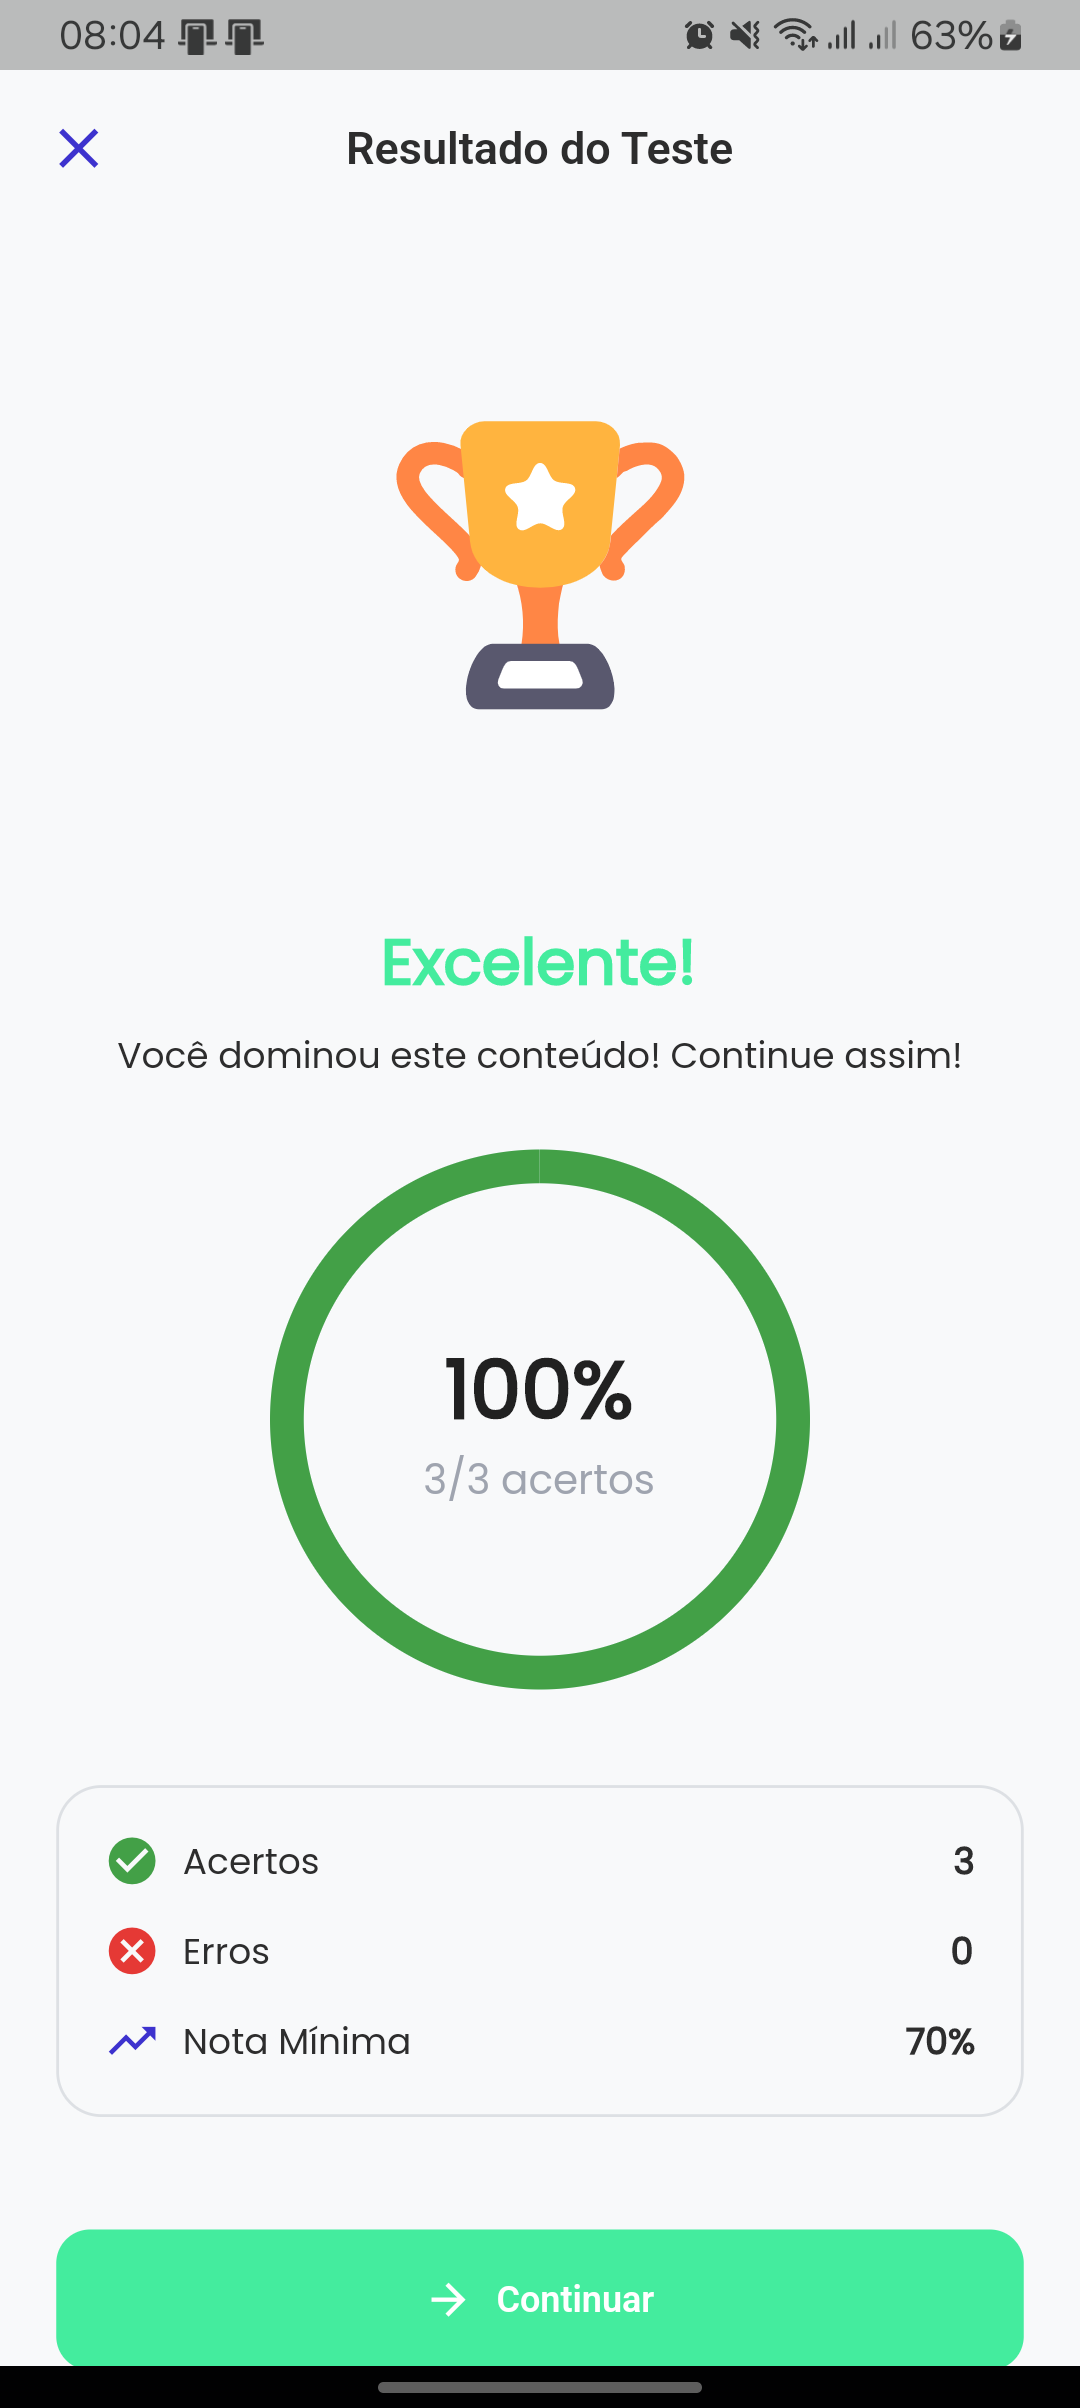 08:04 63%
Resultado do Teste
Excelente!
Você dominou este conteúdo! Continue assim!
100%
3/3 acertos
Acertos 3
Erros 0
Nota Mínima 70%
Continuar